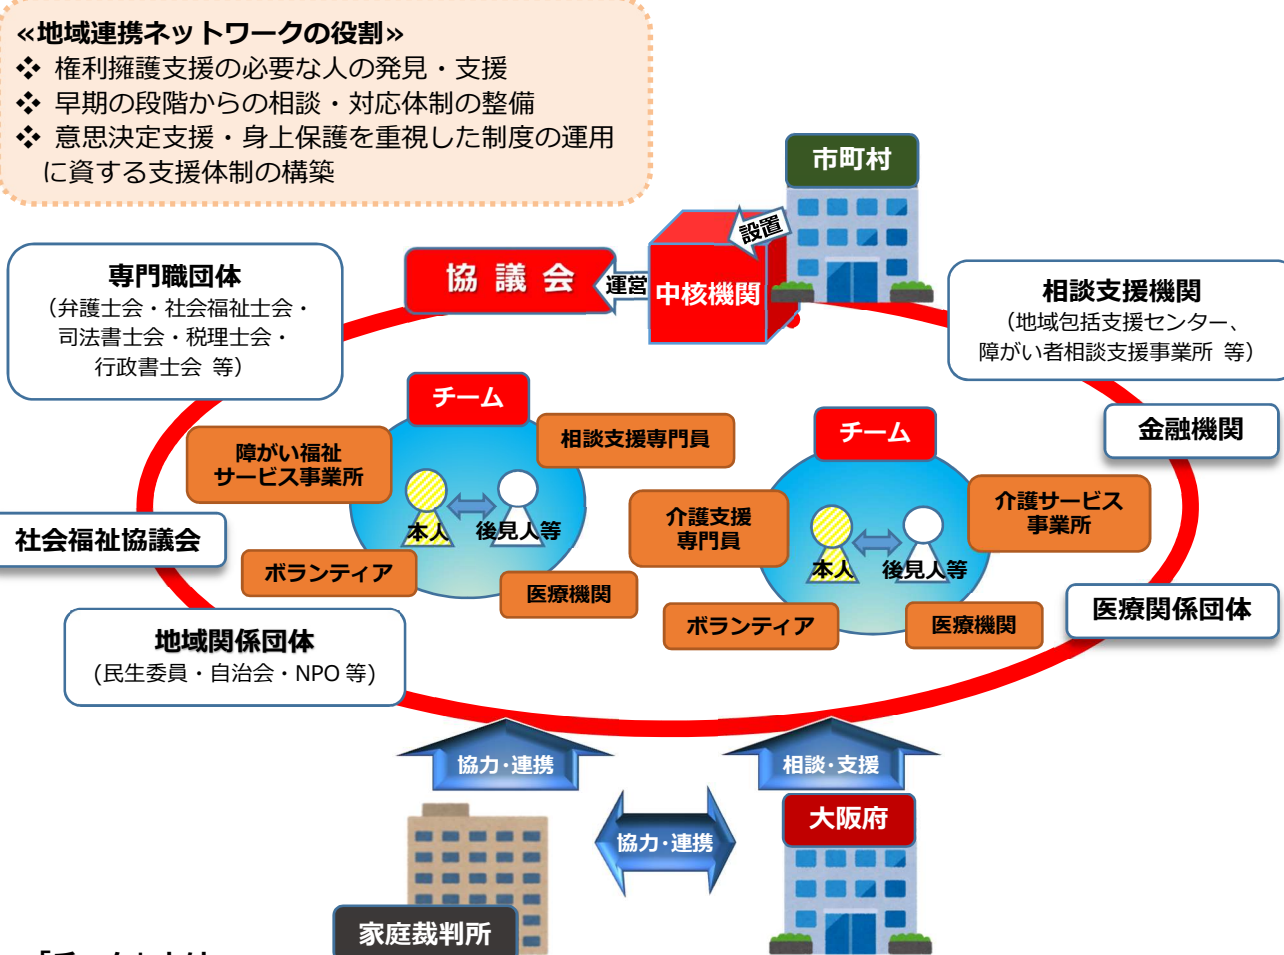 ≪地域連携ネットワークの役割≫
❖ 権利擁護支援の必要な人の発見・支援
❖ 早期の段階からの相談・対応体制の整備
❖ 意思決定支援・身上保護を重視した制度の運用
に資する支援体制の構築
市町村
設置
中核機関
運営
協議会
専門職団体
（弁護士会・社会福祉士会・
司法書士会・税理士会・
行政書士会 等）
相談支援機関
（地域包括支援センター、
障がい者相談支援事業所 等）
金融機関
チーム
障がい福祉
サービス事業所
相談支援専門員
本人
後見人等
ボランティア
医療機関
チーム
介護支援
専門員
介護サービス
事業所
本人
後見人等
ボランティア
医療機関
社会福祉協議会
医療関係団体
地域関係団体
(民生委員・自治会・NPO 等)
協力・連携
相談・支援
協力・連携
大阪府
家庭裁判所